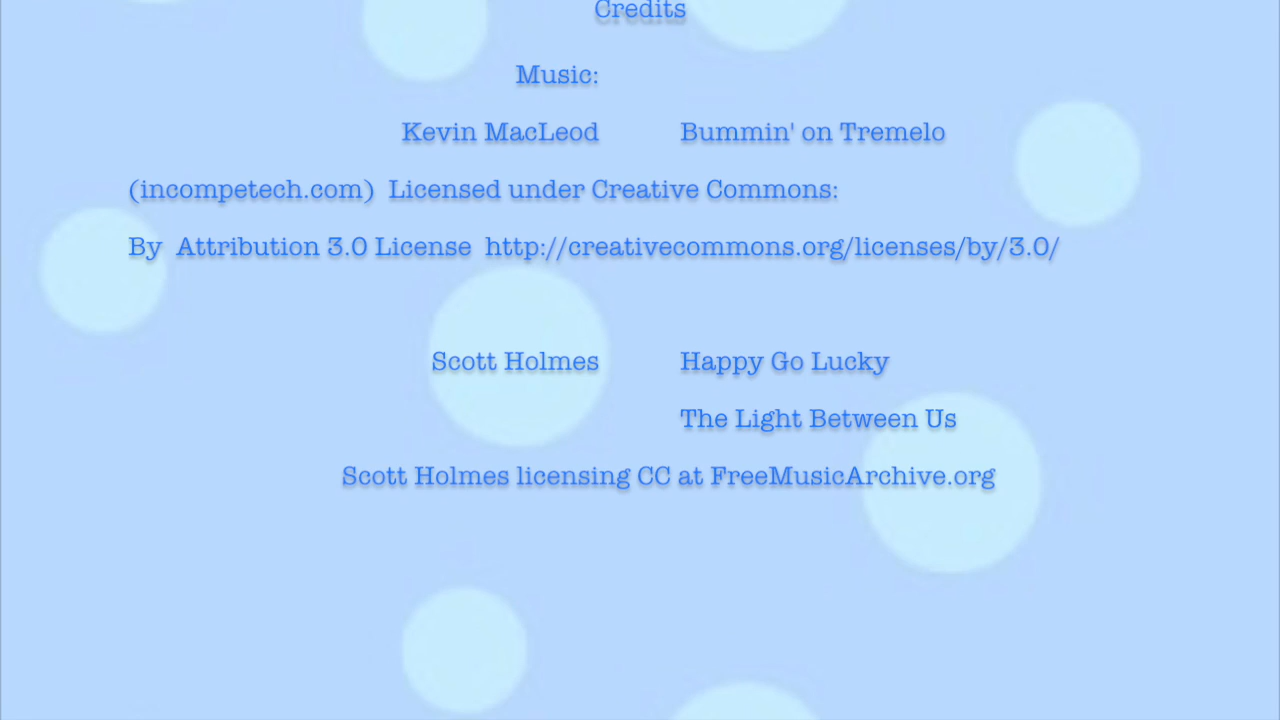 Credits
Music:
Kevin MacLeod Bummin' on Tremelo
(incompetech.com) Licensed under Creative Commons:
By Attribution 3.0 License http://creativecommons.org/licenses/by/3.0/
Scott Holmes Happy Go Lucky
The Light Between Us
Scott Holmes licensing CC at FreeMusicArchive.org